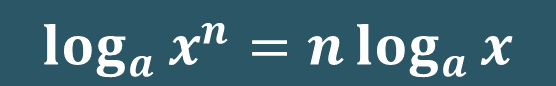 logₐ xⁿ = n logₐ x